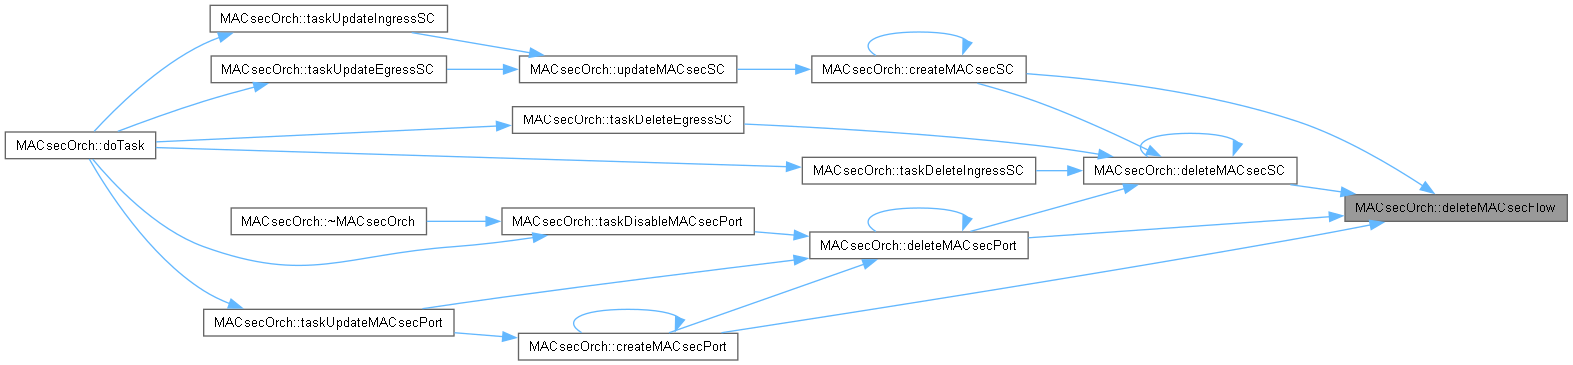 MACsecOrch::taskUpdateIngressSC
MACsecOrch::taskUpdateEgressSC
MACsecOrch::updateMACsecSC
MACsecOrch::createMACsecSC
MACsecOrch::taskDeleteEgressSC
MACsecOrch::doTask
MACsecOrch::taskDeleteIngressSC
MACsecOrch::deleteMACsecSC
MACsecOrch::deleteMACsecFlow
MACsecOrch::~MACsecOrch
MACsecOrch::taskDisableMACsecPort
MACsecOrch::deleteMACsecPort
MACsecOrch::taskUpdateMACsecPort
MACsecOrch::createMACsecPort